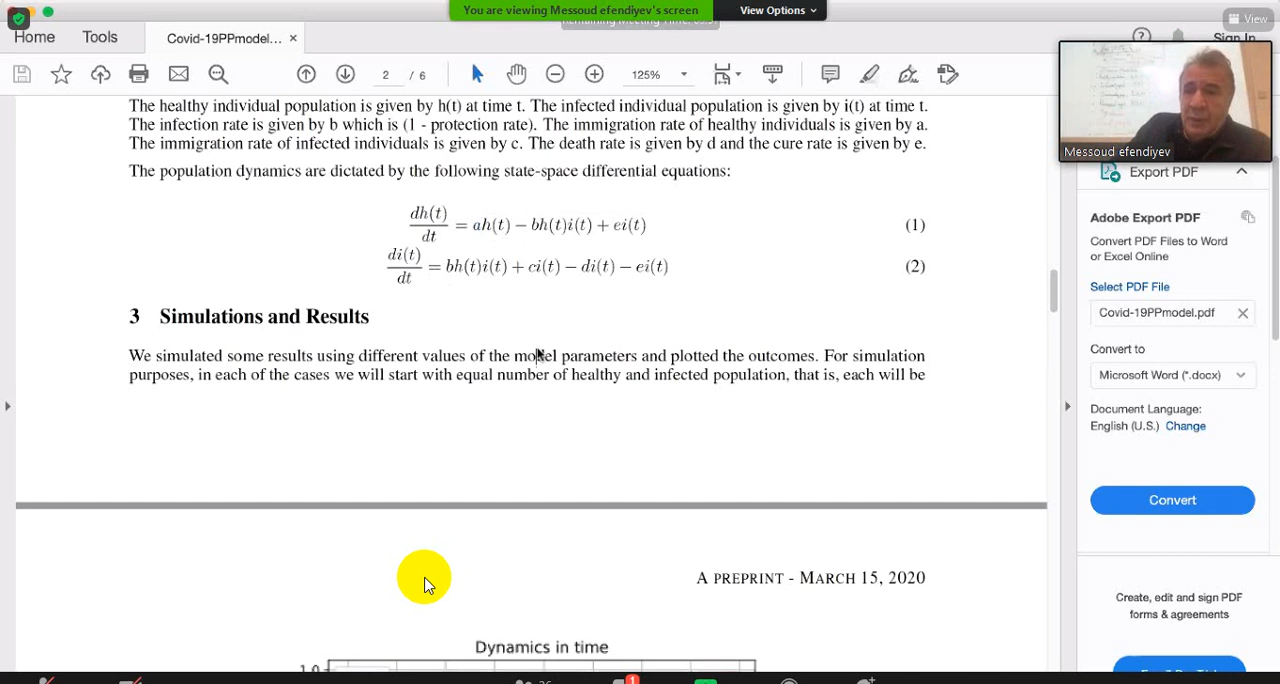 You are viewing Messoud efendiyev's screen
View Options
View
Home
Tools
Covid-19PPmodel...
Sign In
2 / 6
125%
The healthy individual population is given by h(t) at time t. The infected individual population is given by i(t) at time t.
The infection rate is given by b which is (1 - protection rate). The immigration rate of healthy individuals is given by a.
The immigration rate of infected individuals is given by c. The death rate is given by d and the cure rate is given by e.
The population dynamics are dictated by the following state-space differential equations:
dh(t)/dt = ah(t) − bh(t)i(t) + ei(t) (1)
di(t)/dt = bh(t)i(t) + ci(t) − di(t) − ei(t) (2)
3 Simulations and Results
We simulated some results using different values of the model parameters and plotted the outcomes. For simulation
purposes, in each of the cases we will start with equal number of healthy and infected population, that is, each will be
A PREPRINT - MARCH 15, 2020
Dynamics in time
1.0
Messoud efendiyev
Export PDF
Adobe Export PDF
Convert PDF Files to Word
or Excel Online
Select PDF File
Covid-19PPmodel.pdf
Convert to
Microsoft Word (*.docx)
Document Language:
English (U.S.) Change
Convert
Create, edit and sign PDF
forms & agreements
1